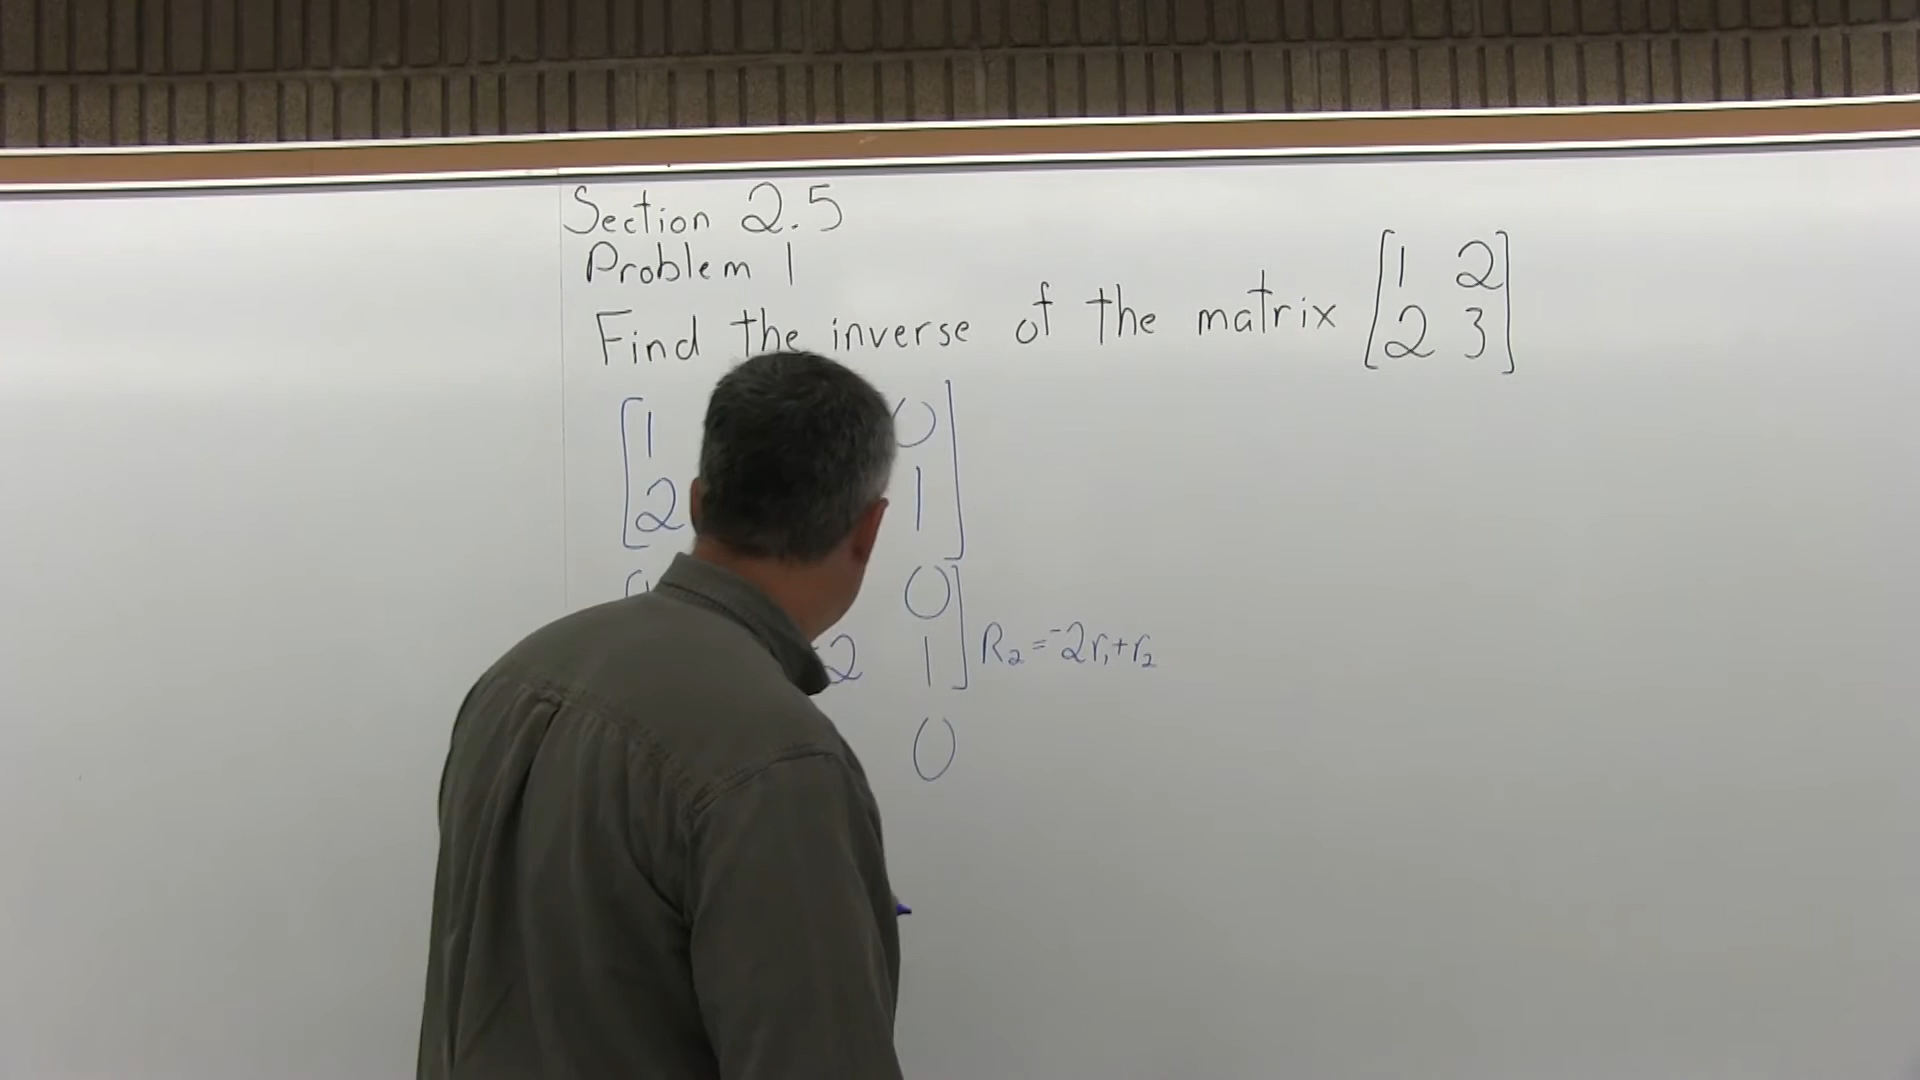 Section 2.5
Problem 1
Find the inverse of the matrix [1 2
2 3]
[1 0]
2 1
0]
-2 1 R₂=-2r₁+r₂
0